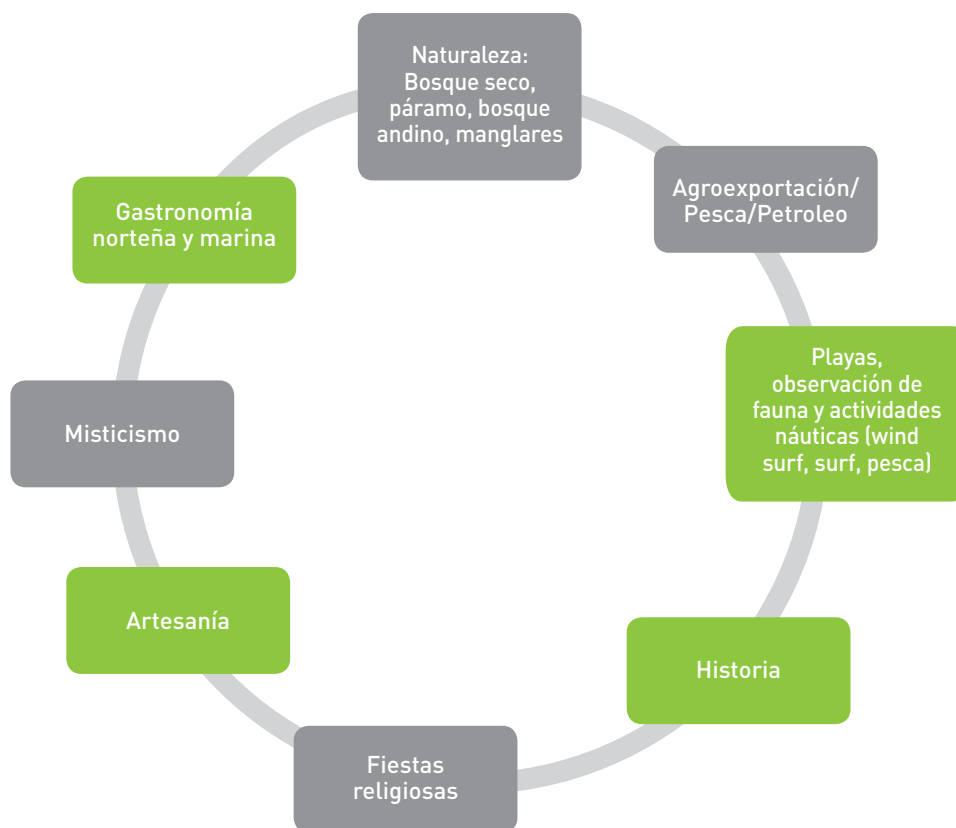 Naturaleza:
Bosque seco,
páramo, bosque
andino, manglares
Agroexportación/
Pesca/Petroleo
Playas,
observación de
fauna y actividades
náuticas (wind
surf, surf, pesca)
Historia
Fiestas
religiosas
Artesanía
Misticismo
Gastronomía
norteña y marina